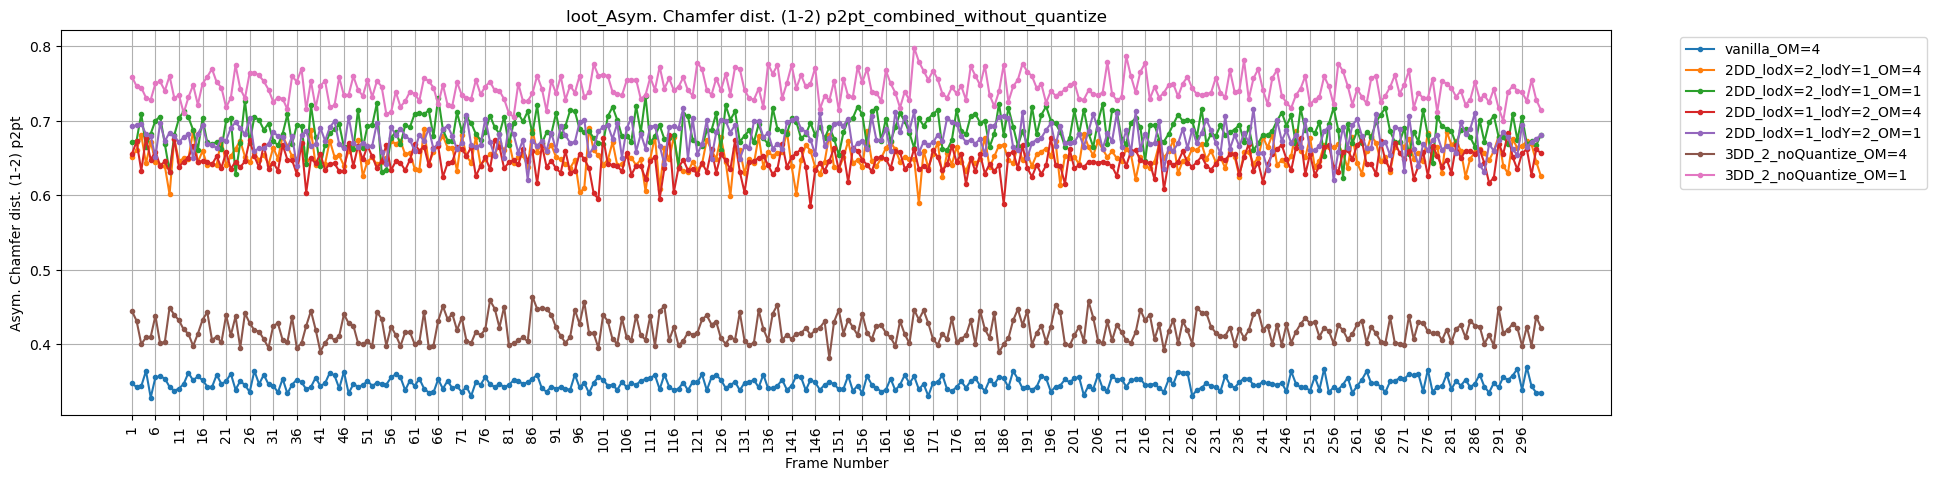 loot_Asym. Chamfer dist. (1-2) p2pt_combined_without_quantize
Asym. Chamfer dist. (1-2) p2pt
0.8
0.7
0.6
0.5
0.4
1 6 11 16 21 26 31 36 41 46 51 56 61 66 71 76 81 86 91 96 101 106 111 116 121 126 131 136 141 146 151 156 161 166 171 176 181 186 191 196 201 206 211 216 221 226 231 236 241 246 251 256 261 266 271 276 281 286 291 296
Frame Number
vanilla_OM=4
2DD_lodX=2_lodY=1_OM=4
2DD_lodX=2_lodY=1_OM=1
2DD_lodX=1_lodY=2_OM=4
2DD_lodX=1_lodY=2_OM=1
3DD_2_noQuantize_OM=4
3DD_2_noQuantize_OM=1